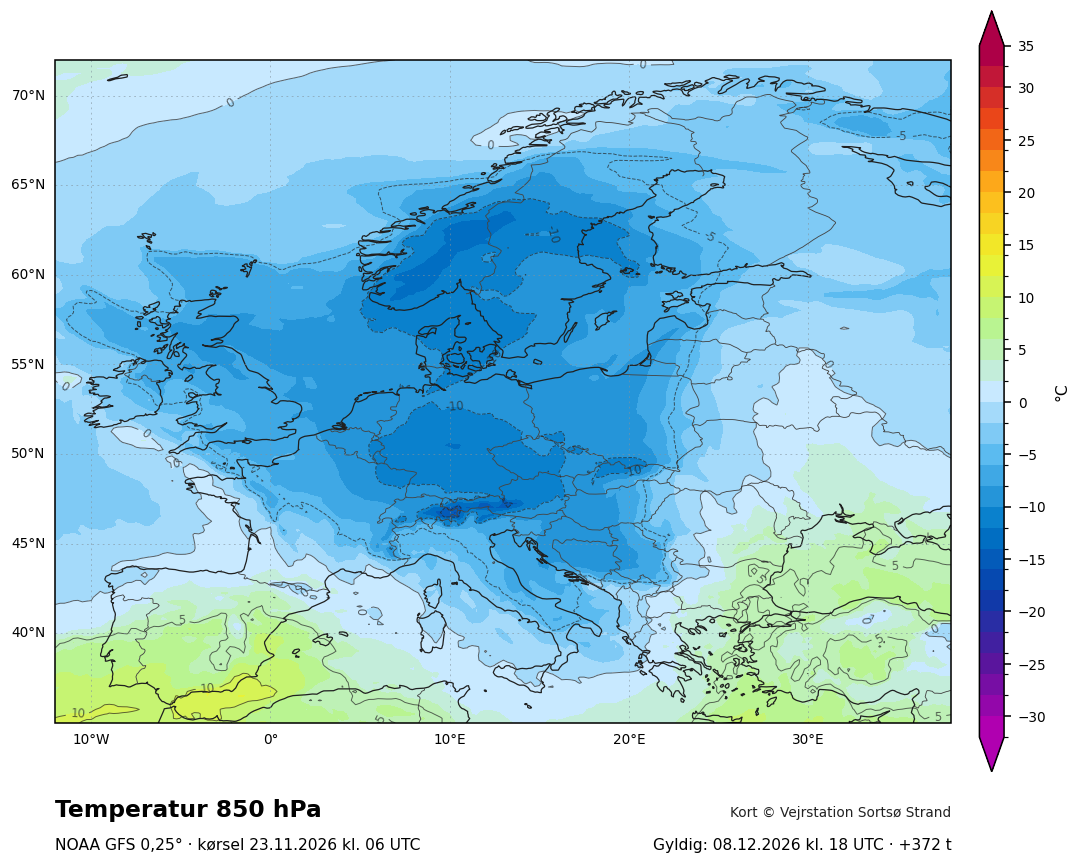 70°N
65°N
60°N
55°N
50°N
45°N
40°N
10°W
0°
10°E
20°E
30°E
35
30
25
20
15
10
5
0
−5
−10
−15
−20
−25
−30
°C
Temperatur 850 hPa
Kort © Vejrstation Sortsø Strand
NOAA GFS 0,25° · kørsel 23.11.2026 kl. 06 UTC
Gyldig: 08.12.2026 kl. 18 UTC · +372 t